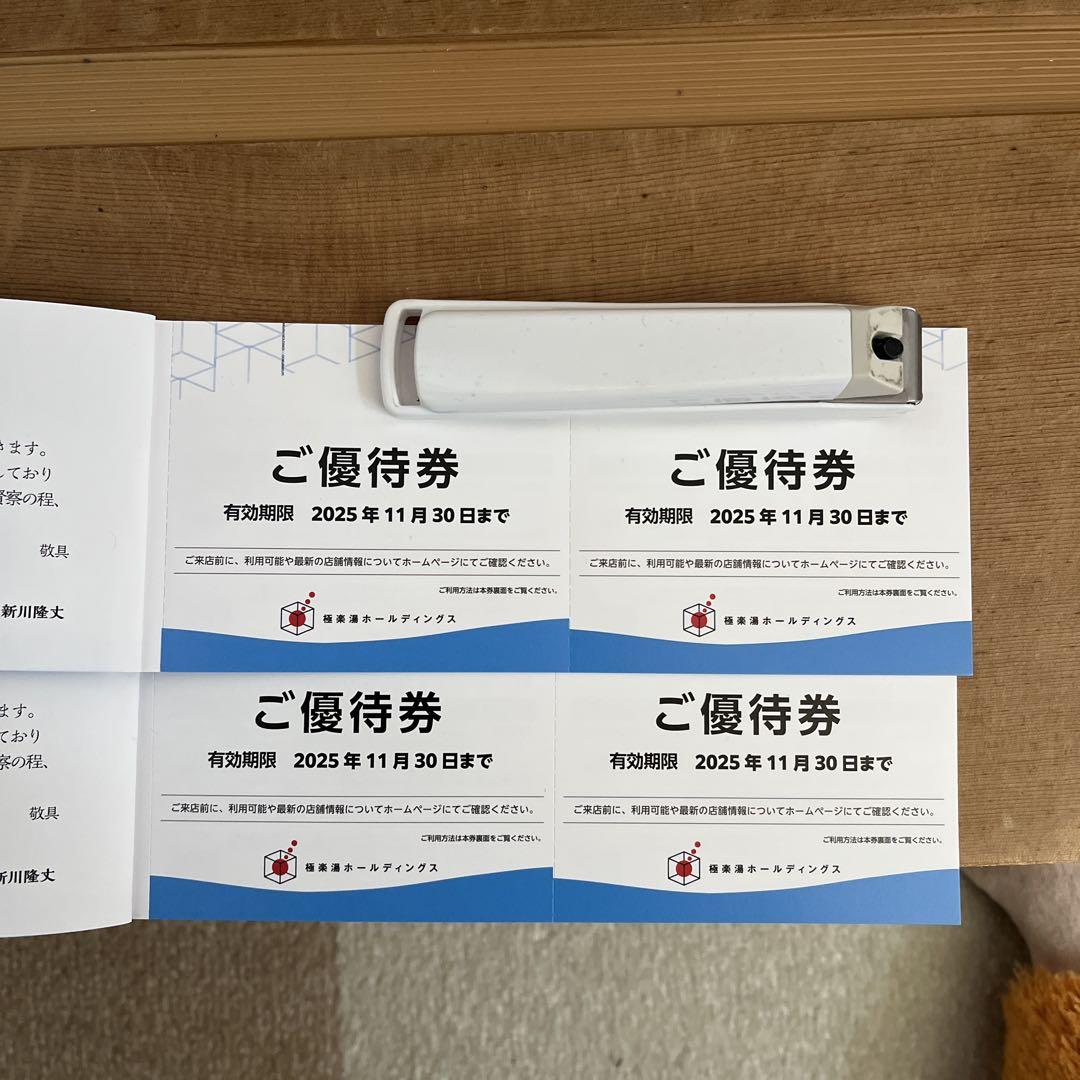 きます。
しており
賢察の程、
敬具
新川隆丈
ご優待券
有効期限 2025年11月30日まで
ご来店前に、利用可能や最新の店舗情報についてホームページにてご確認ください。
ご利用方法は本券裏面をご覧ください。
極楽湯ホールディングス
ご優待券
有効期限 2025年11月30日まで
ご来店前に、利用可能や最新の店舗情報についてホームページにてご確認ください。
ご利用方法は本券裏面をご覧ください。
極楽湯ホールディングス
ます。
ており
察の程、
敬具
新川隆丈
ご優待券
有効期限 2025年11月30日まで
ご来店前に、利用可能や最新の店舗情報についてホームページにてご確認ください。
ご利用方法は本券裏面をご覧ください。
極楽湯ホールディングス
ご優待券
有効期限 2025年11月30日まで
ご来店前に、利用可能や最新の店舗情報についてホームページにてご確認ください。
ご利用方法は本券裏面をご覧ください。
極楽湯ホールディングス